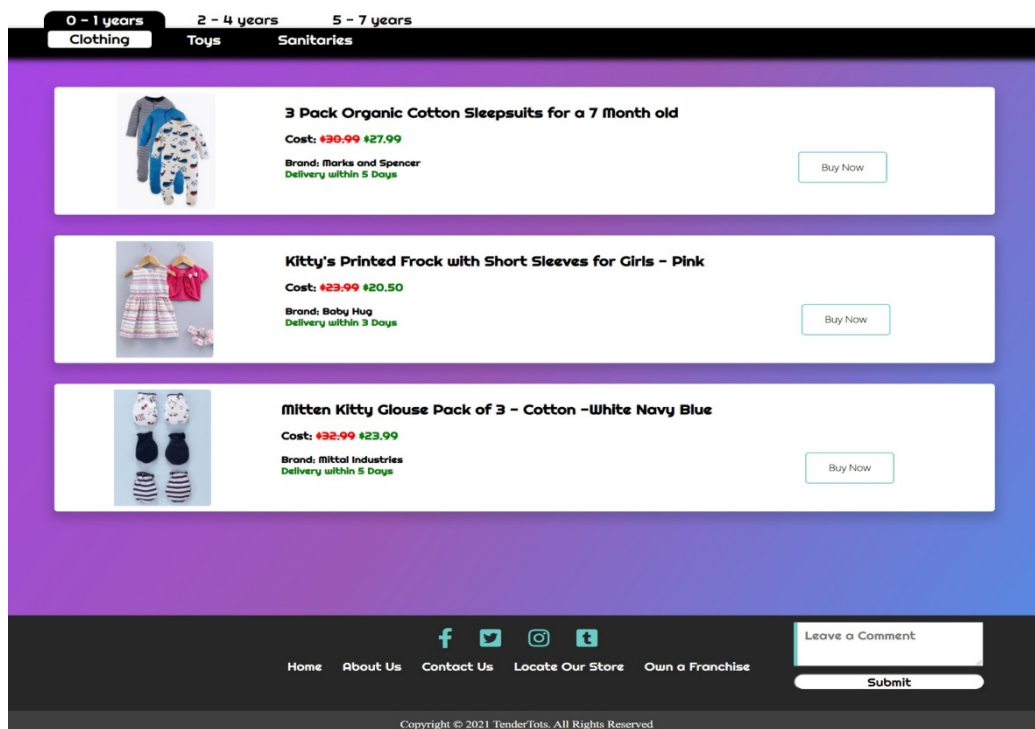 0 - 1 years 2 - 4 years 5 - 7 years
Clothing Toys Sanitaries
3 Pack Organic Cotton Sleepsuits for a 7 Month old
Cost: $30.99 $27.99
Brand: Marks and Spencer
Delivery within 5 Days
Buy Now
Kitty's Printed Frock with Short Sleeves for Girls - Pink
Cost: $23.99 $20.50
Brand: Baby Hug
Delivery within 3 Days
Buy Now
Mitten Kitty Glouse Pack of 3 - Cotton -White Navy Blue
Cost: $32.99 $23.99
Brand: Mittal Industries
Delivery within 5 Days
Buy Now
Home About Us Contact Us Locate Our Store Own a Franchise
Leave a Comment
Submit
Copyright © 2021 TenderTots. All Rights Reserved